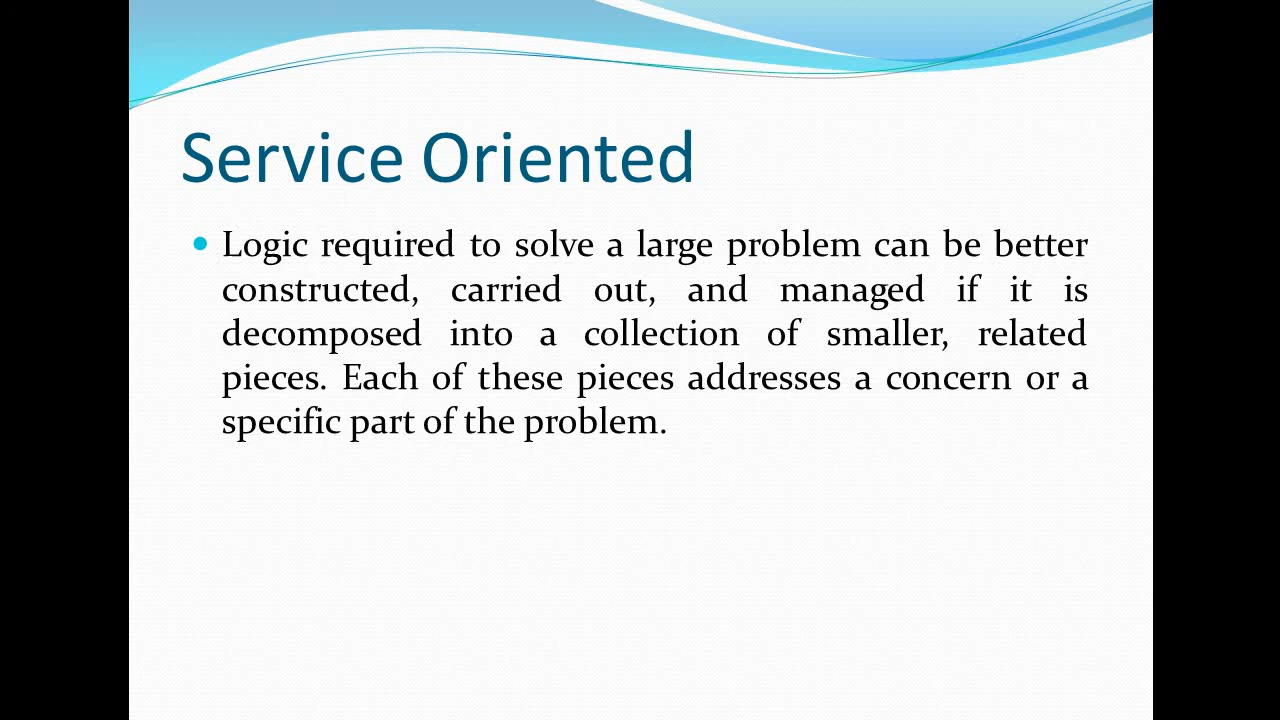 Service Oriented
• Logic required to solve a large problem can be better
constructed, carried out, and managed if it is
decomposed into a collection of smaller, related
pieces. Each of these pieces addresses a concern or a
specific part of the problem.